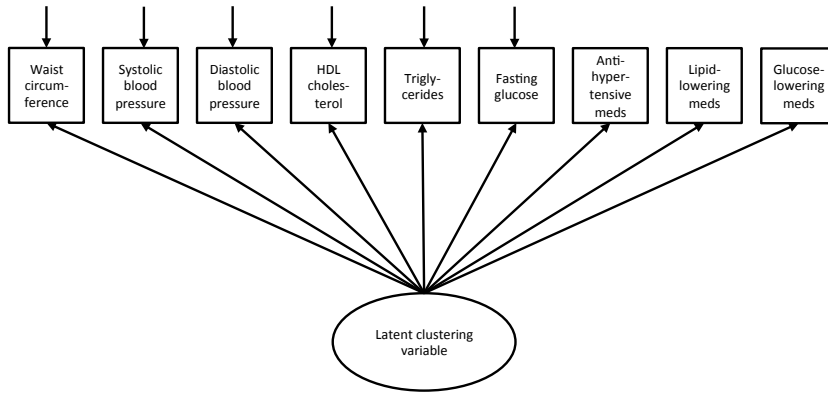 Waist
circum-
ference
Systolic
blood
pressure
Diastolic
blood
pressure
HDL
choles-
terol
Trigly-
cerides
Fasting
glucose
Anti-
hyper-
tensive
meds
Lipid-
lowering
meds
Glucose-
lowering
meds
Latent clustering
variable